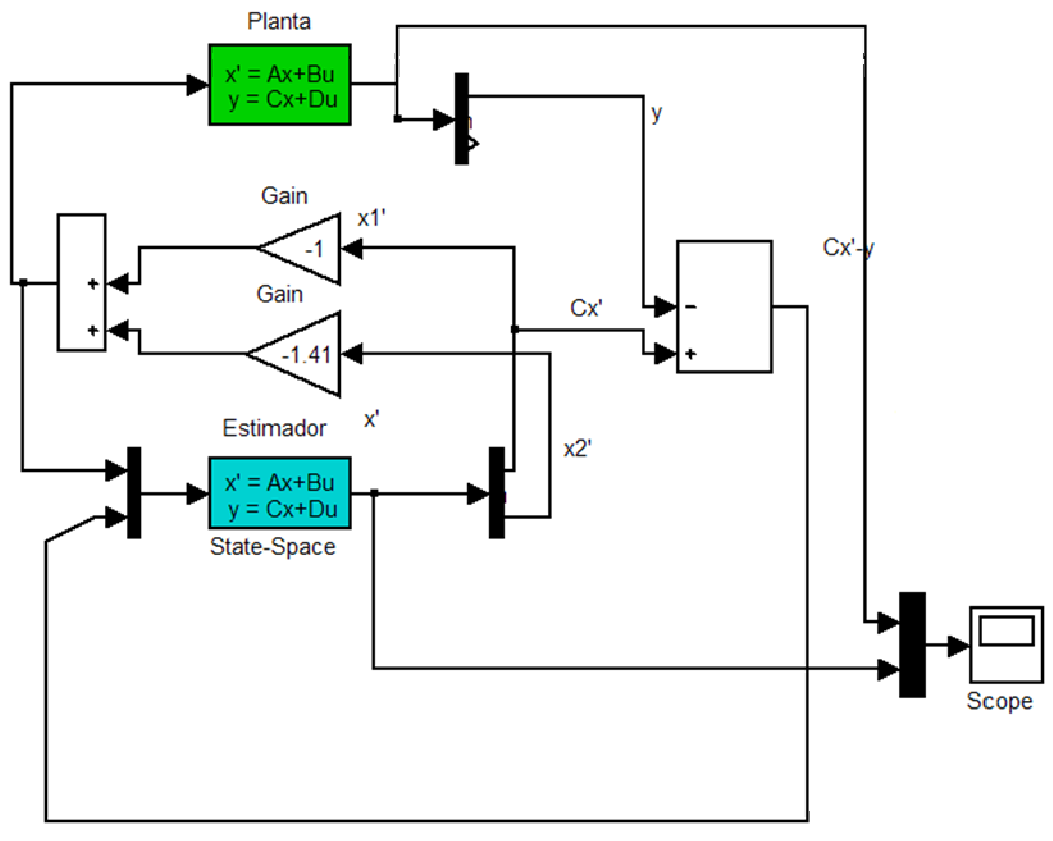 Planta
x' = Ax+Bu
y = Cx+Du
y
Gain
x1'
-1
Cx'-y
+
Gain
Cx'
-
+
-1.41
+
x'
Estimador
x2'
x' = Ax+Bu
y = Cx+Du
State-Space
Scope